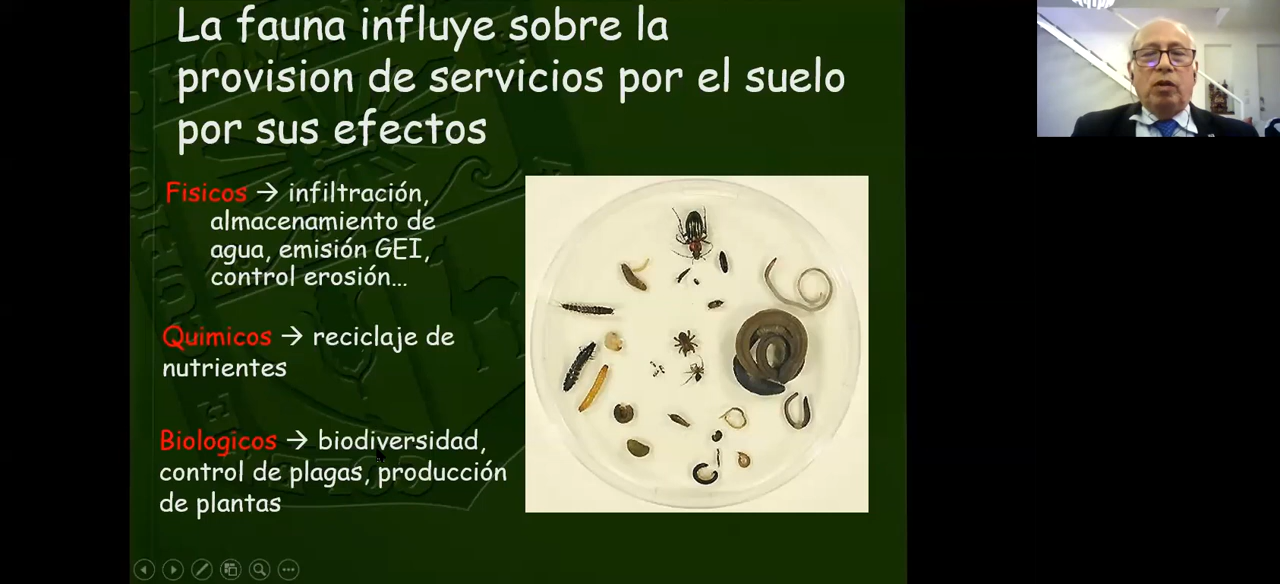 La fauna influye sobre la
provision de servicios por el suelo
por sus efectos
Fisicos → infiltración,
almacenamiento de
agua, emisión GEI,
control erosión...
Quimicos → reciclaje de
nutrientes
Biologicos → biodiversidad,
control de plagas, producción
de plantas